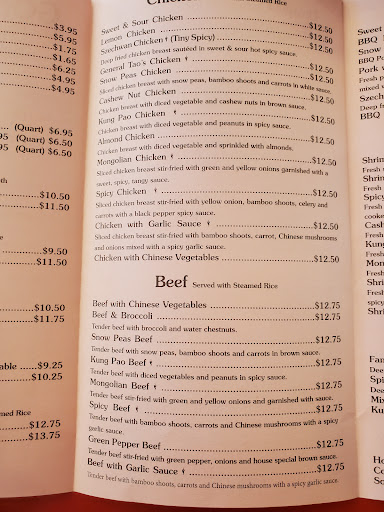 $3.95
$5.95
$1.75
$1.65
$6.25
$4.95
$4.95
(Quart) $6.95
95 (Quart) $6.50
95 (Quart) $6.50
$10.50
$11.50
$9.50
$11.50
$10.50
$11.75
able ......$9.25
$10.25
med Rice
$12.75
$13.75
Steamed Rice
Sweet & Sour Chicken
Lemon Chicken $12.50
Szechwan Chicken (Tiny Spicy) $12.50
Deep fried chicken breast sautéed in sweet & sour hot spicy sauce.
General Tao's Chicken $12.50
Snow Peas Chicken $12.50
Sliced chicken breast with snow peas, bamboo shoots and carrots in white sauce.
Cashew Nut Chicken $12.50
Chicken breast with diced vegetable and cashew nuts in brown sauce.
Kung Pao Chicken $12.50
Chicken breast with diced vegetable and peanuts in spicy sauce.
Almond Chicken $12.50
Chicken breast with diced vegetable and sprinkled with almonds.
Mongolian Chicken $12.50
Sliced chicken breast stir-fried with green and yellow onions garnished with a
sweet, spicy, tangy sauce.
Spicy Chicken $12.50
Sliced chicken breast stir-fried with yellow onion, bamboo shoots, celery and
carrots with a black pepper spicy sauce.
Chicken with Garlic Sauce $12.50
Sliced chicken breast stir-fried with bamboo shoots, carrot, Chinese mushrooms
and onions mixed with a spicy garlic sauce.
Chicken with Chinese Vegetables $12.50
Beef Served with Steamed Rice
Beef with Chinese Vegetables $12.75
Beef & Broccoli $12.75
Tender beef with broccoli and water chestnuts.
Snow Peas Beef $12.75
Tender beef with snow peas, bamboo shoots and carrots in brown sauce.
Kung Pao Beef $12.75
Tender beef with diced vegetables and peanuts in spicy sauce.
Mongolian Beef $12.75
Tender beef stir-fried with green and yellow onions and garnished with sauce.
Spicy Beef $12.75
Tender beef with bamboo shoots, carrots and Chinese mushrooms with a spicy
garlic sauce.
Green Pepper Beef $12.75
Tender beef stir-fried with green pepper, onions and house special brown sauce.
Beef with Garlic Sauce $12.75
Tender beef with bamboo shoots, carrots and Chinese mushrooms with a spicy garlic sauce
Sweet
BBQ
Snow
BBQ Po
Pork w
Fresh
mixed w
Szech
Deep f
BBQ
Shrim
Fresh
Spicy
Fresh
Cash
Fresh
Kung
Fresh
Mon
Fresh
Shri
spicy
Shri
Fan
Dee
Spi
Mix
Ku